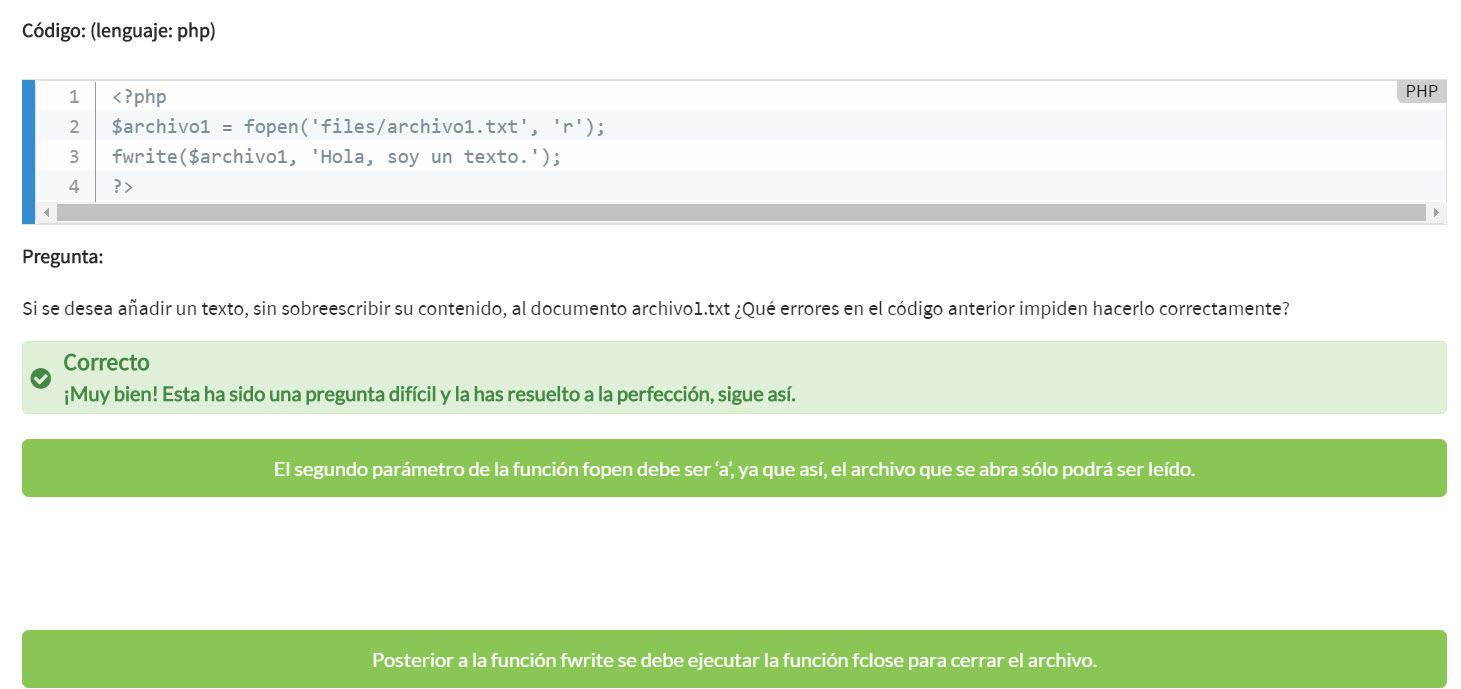 Código: (lenguaje: php)
PHP
1 <?php
2 $archivo1 = fopen('files/archivo1.txt', 'r');
3 fwrite($archivo1, 'Hola, soy un texto.');
4 ?>
Pregunta:
Si se desea añadir un texto, sin sobreescribir su contenido, al documento archivo1.txt ¿Qué errores en el código anterior impiden hacerlo correctamente?
Correcto
¡Muy bien! Esta ha sido una pregunta difícil y la has resuelto a la perfección, sigue así.
El segundo parámetro de la función fopen debe ser ‘a’, ya que así, el archivo que se abra sólo podrá ser leído.
Posterior a la función fwrite se debe ejecutar la función fclose para cerrar el archivo.